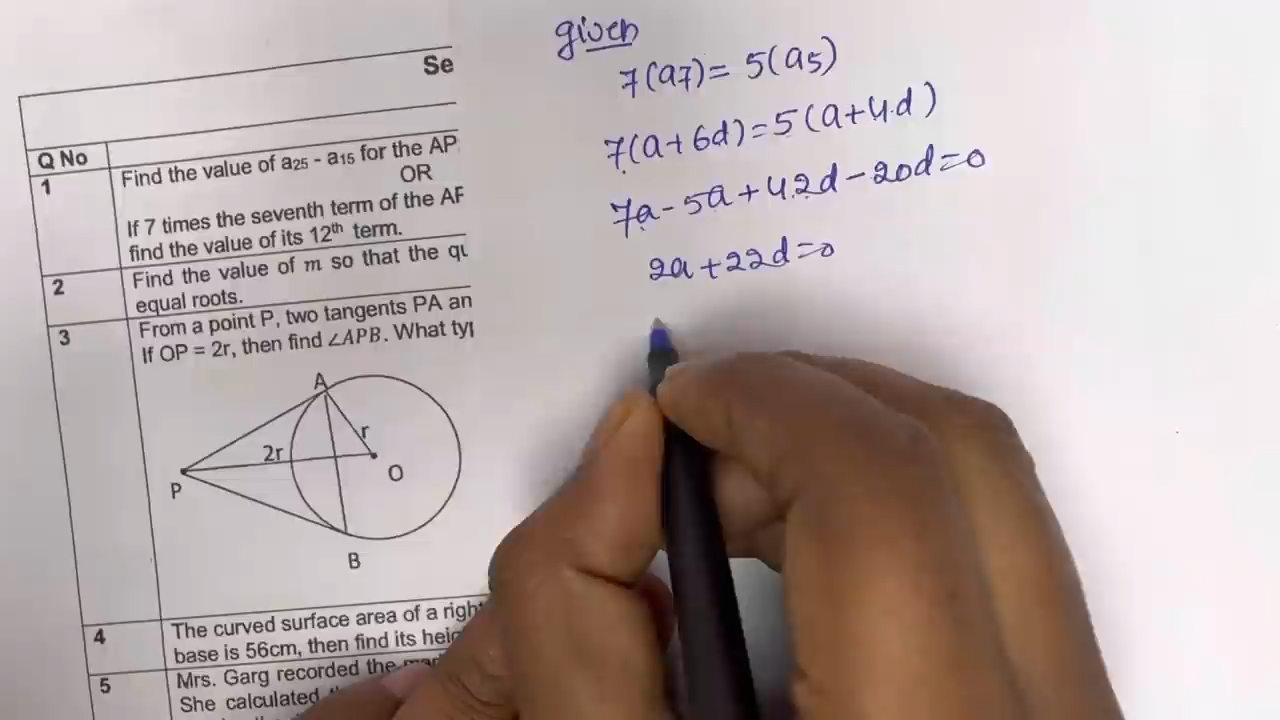 Se
Q No
1
Find the value of a₂₅ - a₁₅ for the AP
OR
If 7 times the seventh term of the AP
find the value of its 12ᵗʰ term.
2
Find the value of m so that the qu
equal roots.
3
From a point P, two tangents PA an
If OP = 2r, then find ∠APB. What typ
A
r
2r
O
P
B
4
The curved surface area of a right
base is 56cm, then find its heig
5
Mrs. Garg recorded the
She calculated
given
7(a7) = 5(a5)
7(a+6d)=5(a+4d)
7a-5a+42d-20d=0
2a+22d=0